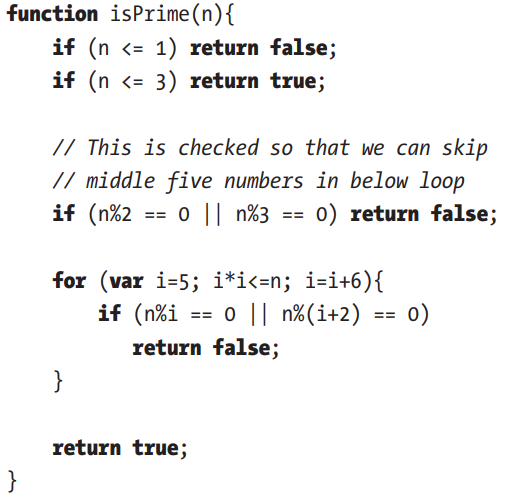 function isPrime(n){
    if (n <= 1) return false;
    if (n <= 3) return true;

    // This is checked so that we can skip
    // middle five numbers in below loop
    if (n%2 == 0 || n%3 == 0) return false;

    for (var i=5; i*i<=n; i=i+6){
        if (n%i == 0 || n%(i+2) == 0)
            return false;
    }

    return true;
}